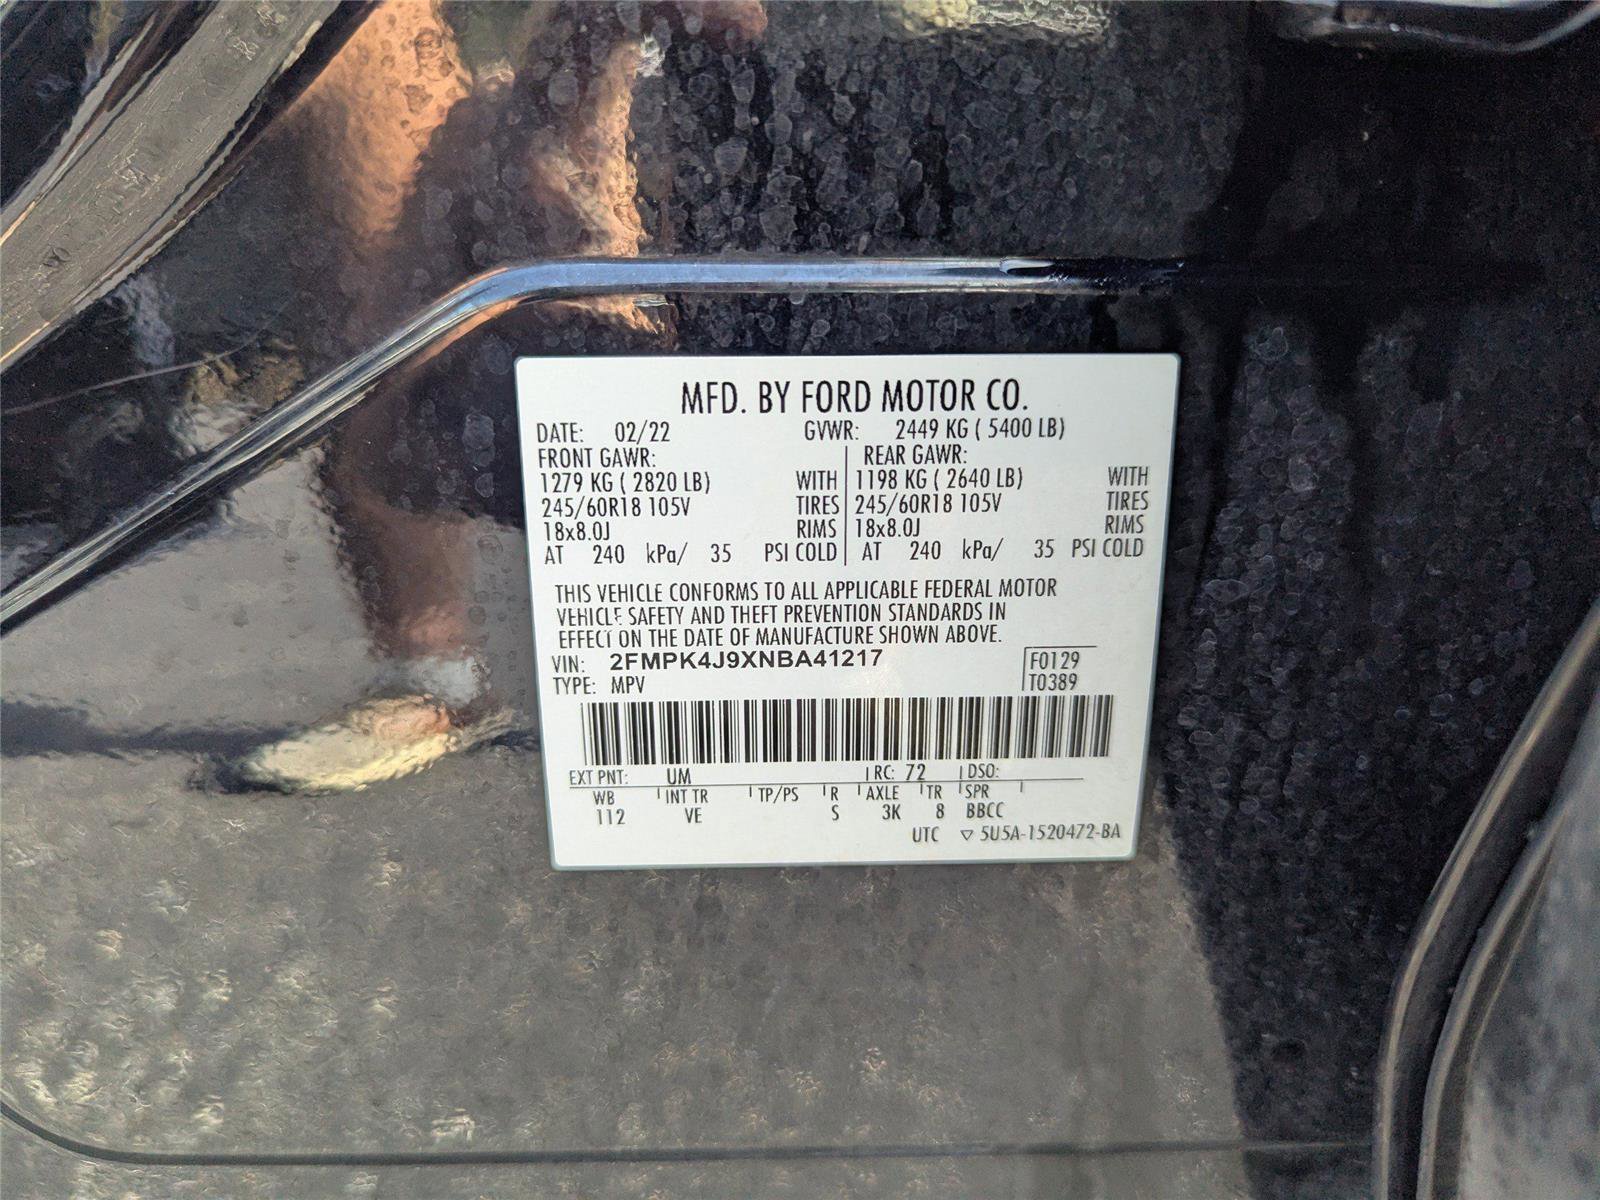 MFD. BY FORD MOTOR CO.
DATE: 02/22 GVWR: 2449 KG ( 5400 LB)
FRONT GAWR: REAR GAWR:
1279 KG ( 2820 LB) WITH 1198 KG ( 2640 LB) WITH
245/60R18 105V TIRES 245/60R18 105V TIRES
18x8.0J RIMS 18x8.0J RIMS
AT 240 kPa/ 35 PSI COLD AT 240 kPa/ 35 PSI COLD
THIS VEHICLE CONFORMS TO ALL APPLICABLE FEDERAL MOTOR
VEHICLE SAFETY AND THEFT PREVENTION STANDARDS IN
EFFECT ON THE DATE OF MANUFACTURE SHOWN ABOVE.
VIN: 2FMPK4J9XNBA41217 F0129
TYPE: MPV T0389
EXT PNT: UM RC: 72 DSO:
WB INT TR TP/PS R AXLE TR SPR
112 VE S 3K 8 BBCC
UTC ▽ 5U5A-1520472-BA